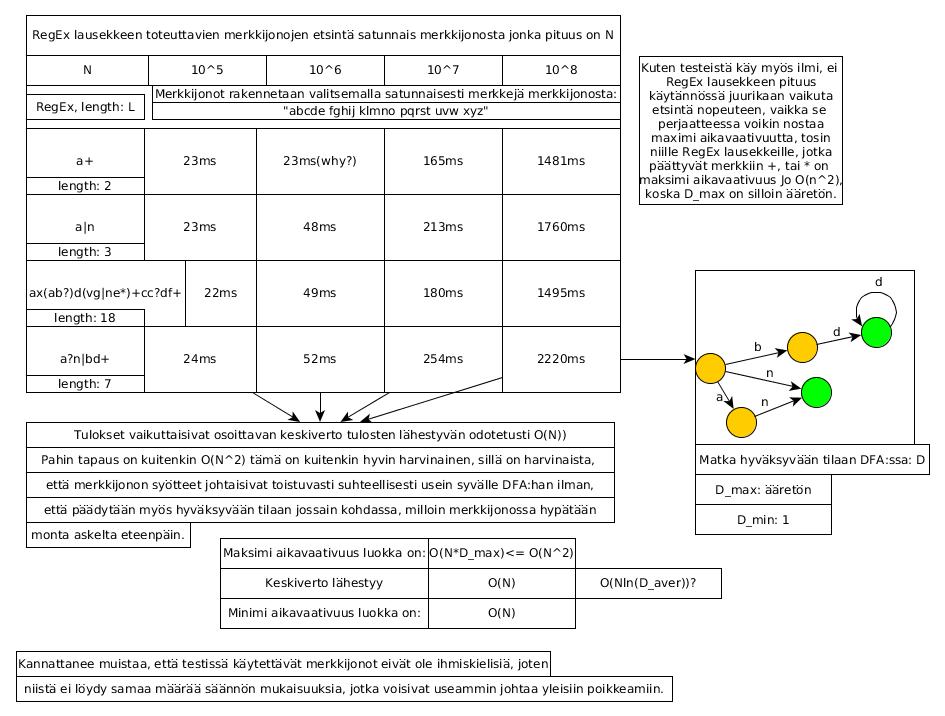 RegEx lausekkeen toteuttavien merkkijonojen etsintä satunnais merkkijonosta jonka pituus on N
N 10^5 10^6 10^7 10^8
RegEx, length: L
Merkkijonot rakennetaan valitsemalla satunnaisesti merkkejä merkkijonosta:
"abcde fghij klmno pqrst uvw xyz"
a+ 23ms 23ms(why?) 165ms 1481ms
length: 2
a|n 23ms 48ms 213ms 1760ms
length: 3
ax(ab?)d(vg|ne*)+cc?df+ 22ms 49ms 180ms 1495ms
length: 18
a?n|bd+ 24ms 52ms 254ms 2220ms
length: 7
Kuten testeistä käy myös ilmi, ei
RegEx lausekkeen pituus
käytännössä juurikaan vaikuta
etsintä nopeuteen, vaikka se
perjaatteessa voikin nostaa
maximi aikavaativuutta, tosin
niille RegEx lausekkeille, jotka
päättyvät merkkiin +, tai * on
maksimi aikavaativuus Jo O(n^2),
koska D_max on silloin ääretön.
d
b
d
n
a
n
Matka hyväksyvään tilaan DFA:ssa: D
D_max: ääretön
D_min: 1
Tulokset vaikuttaisivat osoittavan keskiverto tulosten lähestyvän odotetusti O(N))
Pahin tapaus on kuitenkin O(N^2) tämä on kuitenkin hyvin harvinainen, sillä on harvinaista,
että merkkijonon syötteet johtaisivat toistuvasti suhteellisesti usein syvälle DFA:han ilman,
että päädytään myös hyväksyvään tilaan jossain kohdassa, milloin merkkijonossa hypätään
monta askelta eteenpäin.
Maksimi aikavaativuus luokka on: O(N*D_max)<= O(N^2)
Keskiverto lähestyy O(N) O(Nln(D_aver))?
Minimi aikavaativuus luokka on: O(N)
Kannattanee muistaa, että testissä käytettävät merkkijonot eivät ole ihmiskielisiä, joten
niistä ei löydy samaa määrää säännön mukaisuuksia, jotka voisivat useammin johtaa yleisiin poikkeamiin.